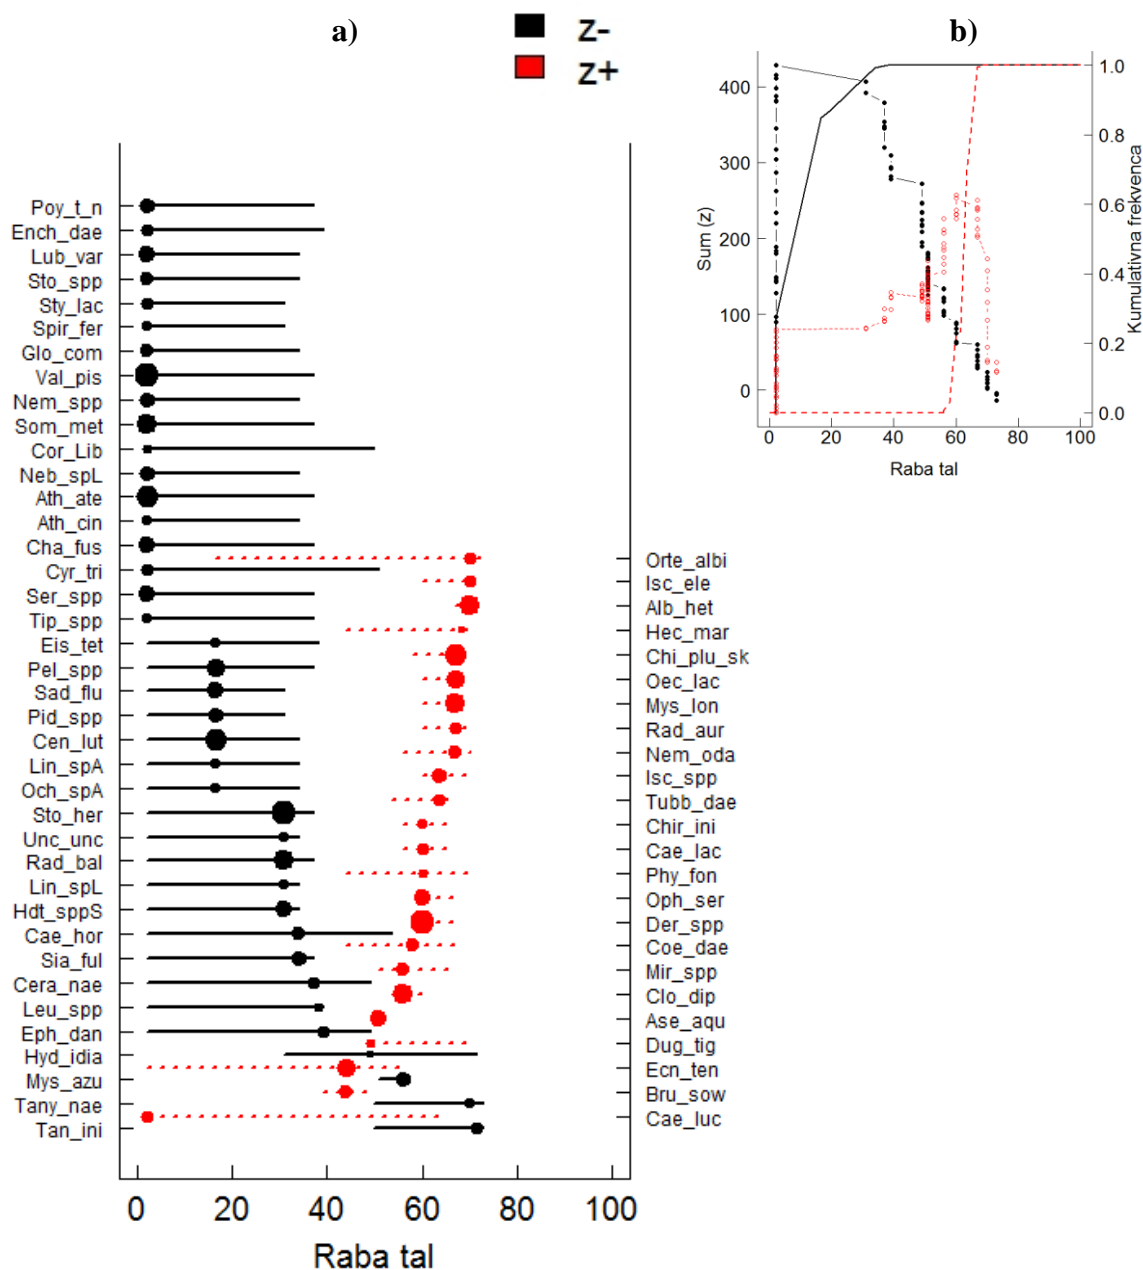 a)
z-
z+
b)
Poy_t_n
Ench_dae
Lub_var
Sto_spp
Sty_lac
Spir_fer
Glo_com
Val_pis
Nem_spp
Som_met
Cor_Lib
Neb_spL
Ath_ate
Ath_cin
Cha_fus
Cyr_tri
Ser_spp
Tip_spp
Eis_tet
Pel_spp
Sad_flu
Pid_spp
Cen_lut
Lin_spA
Och_spA
Sto_her
Unc_unc
Rad_bal
Lin_spL
Hdt_sppS
Cae_hor
Sia_ful
Cera_nae
Leu_spp
Eph_dan
Hyd_idia
Mys_azu
Tany_nae
Tan_ini
Orte_albi
Isc_ele
Alb_het
Hec_mar
Chi_plu_sk
Oec_lac
Mys_lon
Rad_aur
Nem_oda
Isc_spp
Tubb_dae
Chir_ini
Cae_lac
Phy_fon
Oph_ser
Der_spp
Coe_dae
Mir_spp
Clo_dip
Ase_aqu
Dug_tig
Ecn_ten
Bru_sow
Cae_luc
0 20 40 60 80 100
Raba tal
Sum (z)
400
300
200
100
0
1.0
0.8
0.6
0.4
0.2
0.0
Kumulativna frekvenca
0 20 40 60 80 100
Raba tal